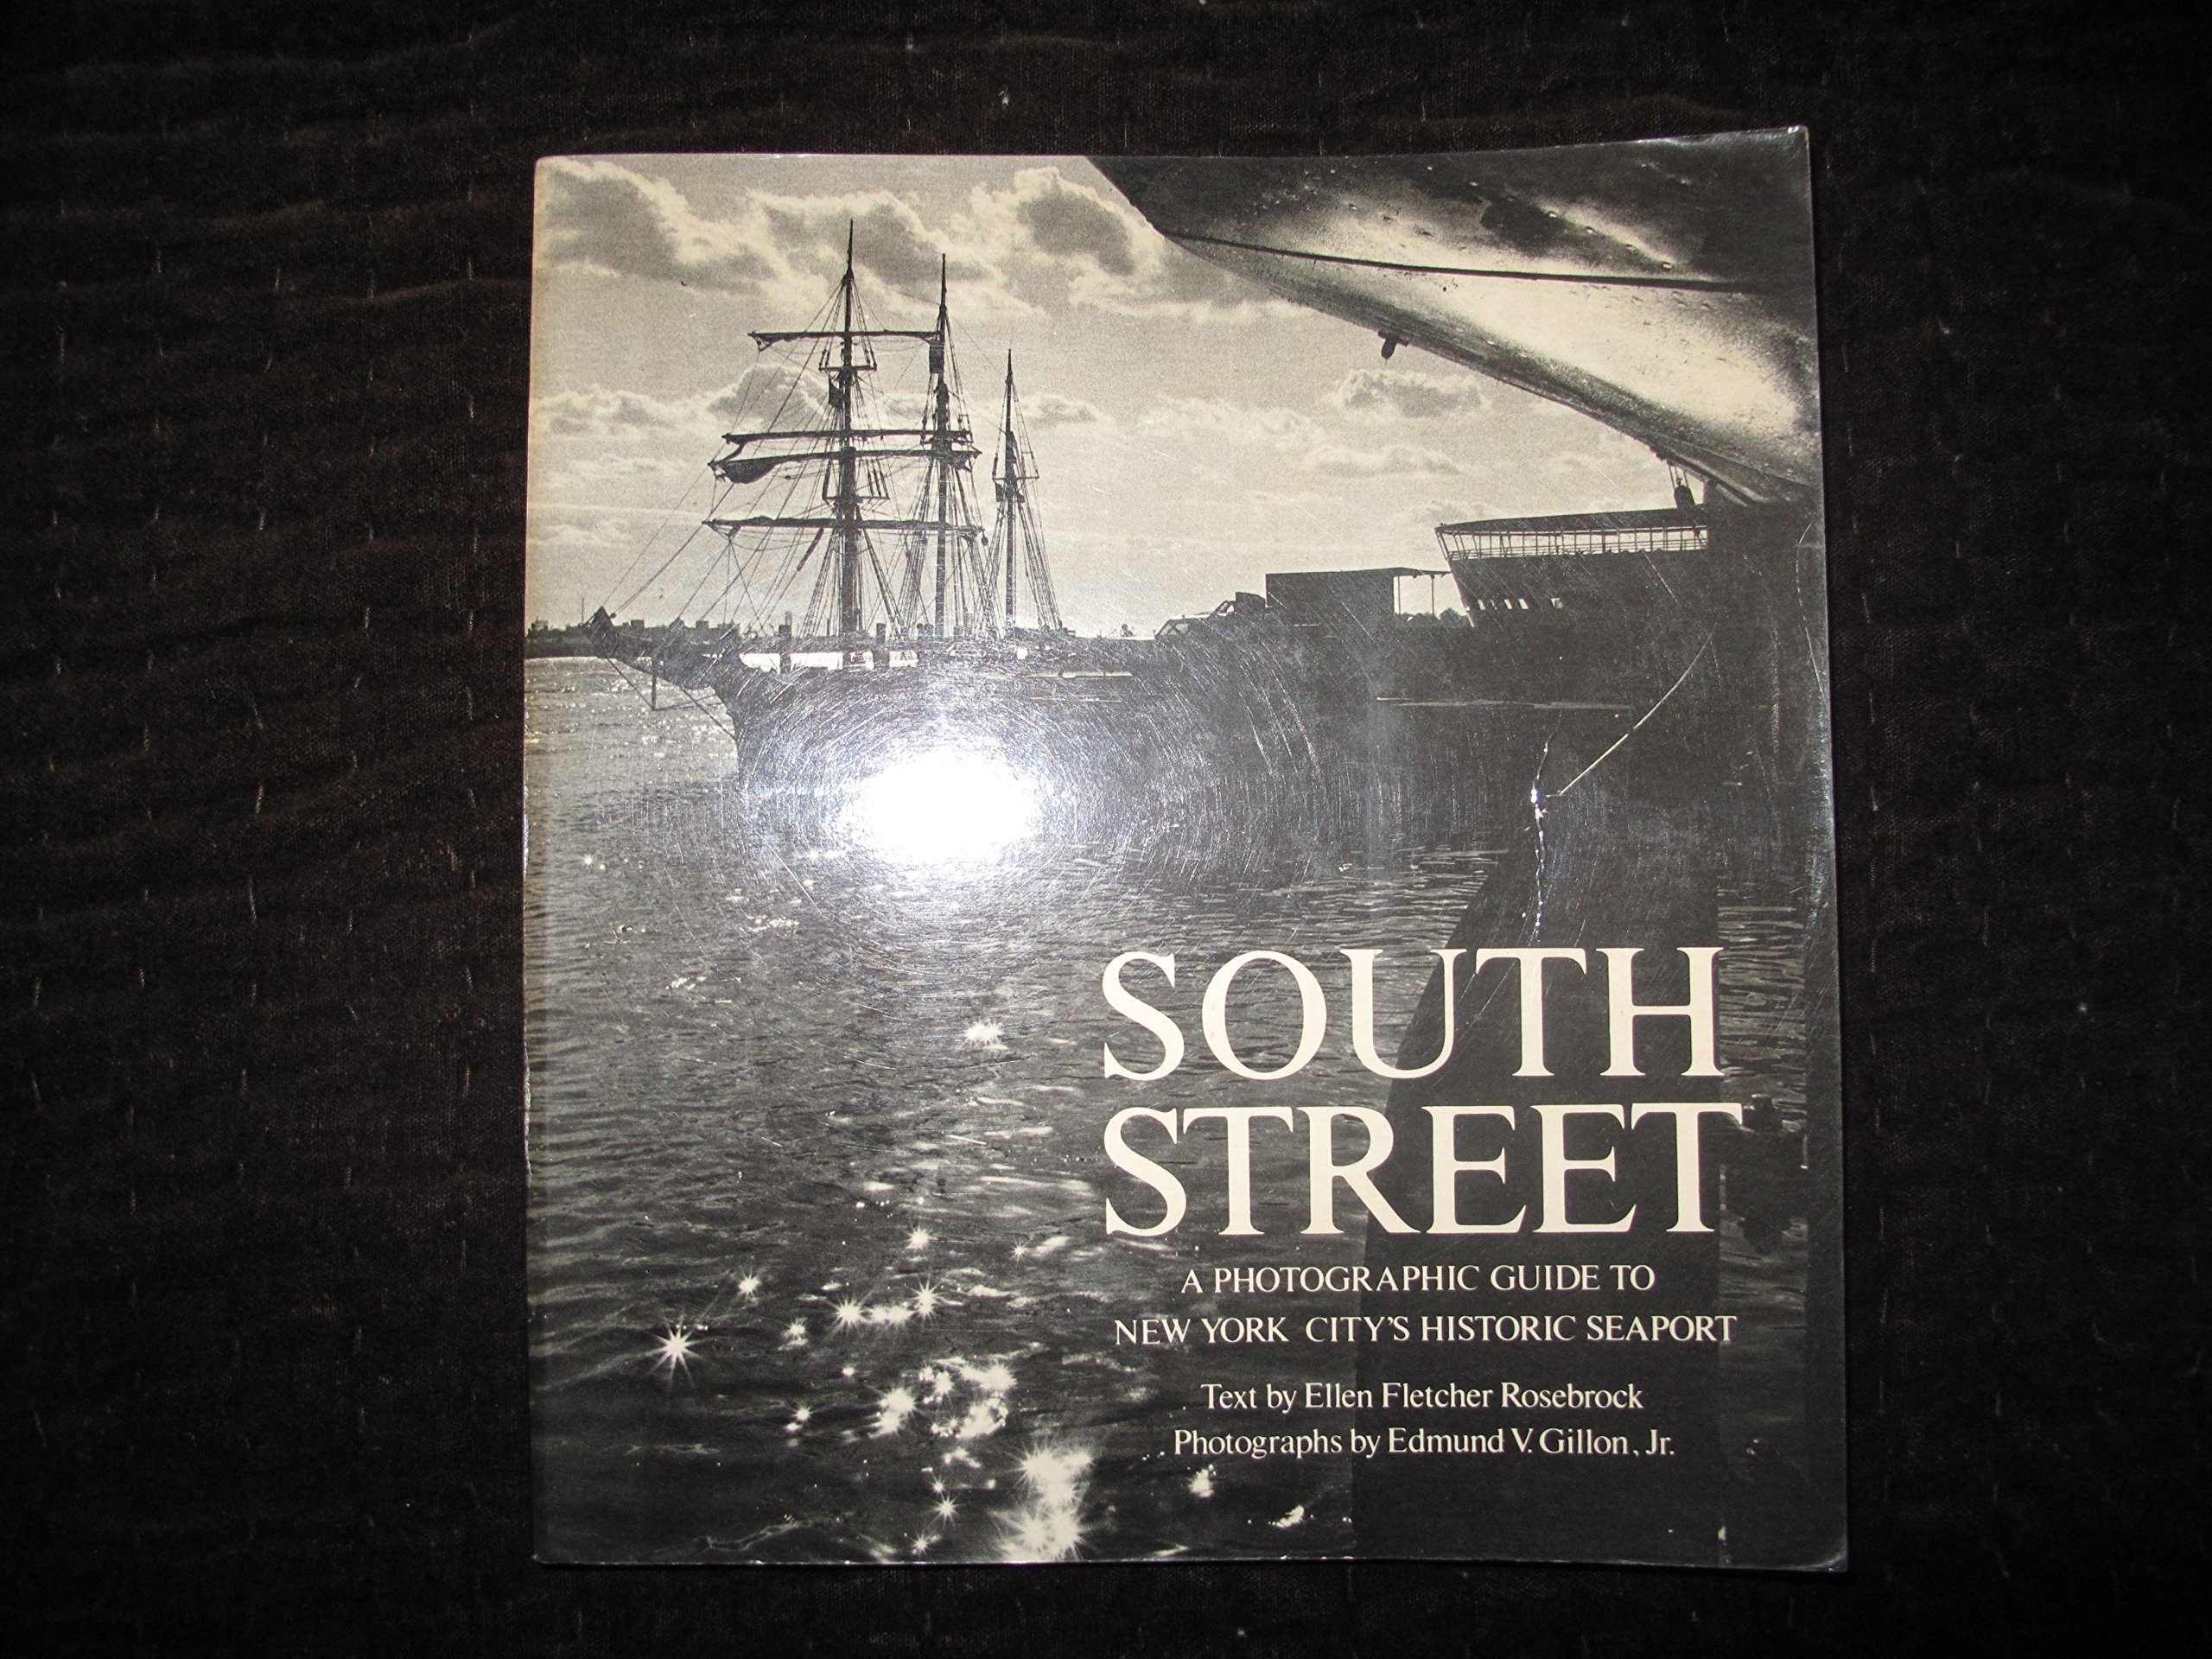 SOUTH
STREET
A PHOTOGRAPHIC GUIDE TO
NEW YORK CITY'S HISTORIC SEAPORT
Text by Ellen Fletcher Rosebrock
Photographs by Edmund V. Gillon, Jr.